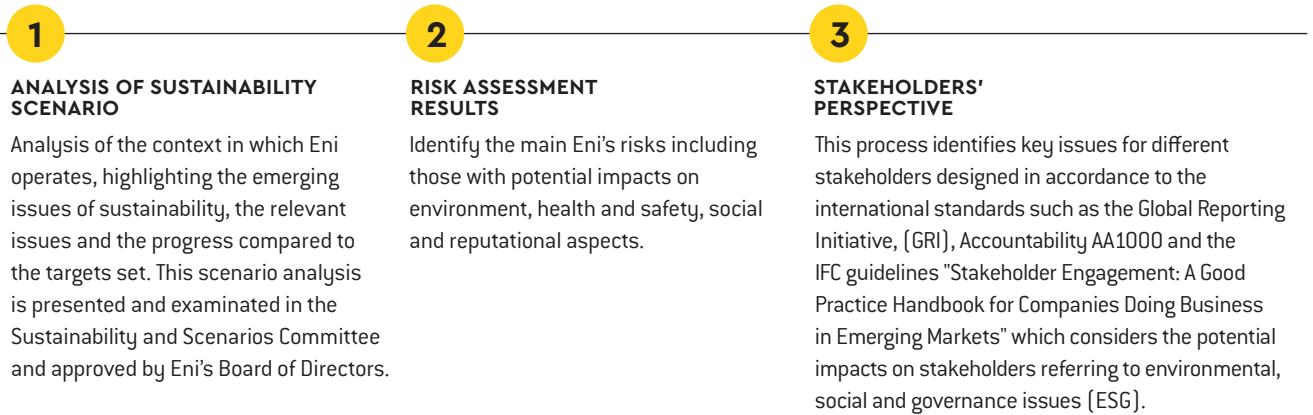 1
ANALYSIS OF SUSTAINABILITY
SCENARIO
Analysis of the context in which Eni
operates, highlighting the emerging
issues of sustainability, the relevant
issues and the progress compared to
the targets set. This scenario analysis
is presented and examinated in the
Sustainability and Scenarios Committee
and approved by Eni's Board of Directors.
2
RISK ASSESSMENT
RESULTS
Identify the main Eni's risks including
those with potential impacts on
environment, health and safety, social
and reputational aspects.
3
STAKEHOLDERS'
PERSPECTIVE
This process identifies key issues for different
stakeholders designed in accordance to the
international standards such as the Global Reporting
Initiative, (GRI), Accountability AA1000 and the
IFC guidelines "Stakeholder Engagement: A Good
Practice Handbook for Companies Doing Business
in Emerging Markets" which considers the potential
impacts on stakeholders referring to environmental,
social and governance issues (ESG).